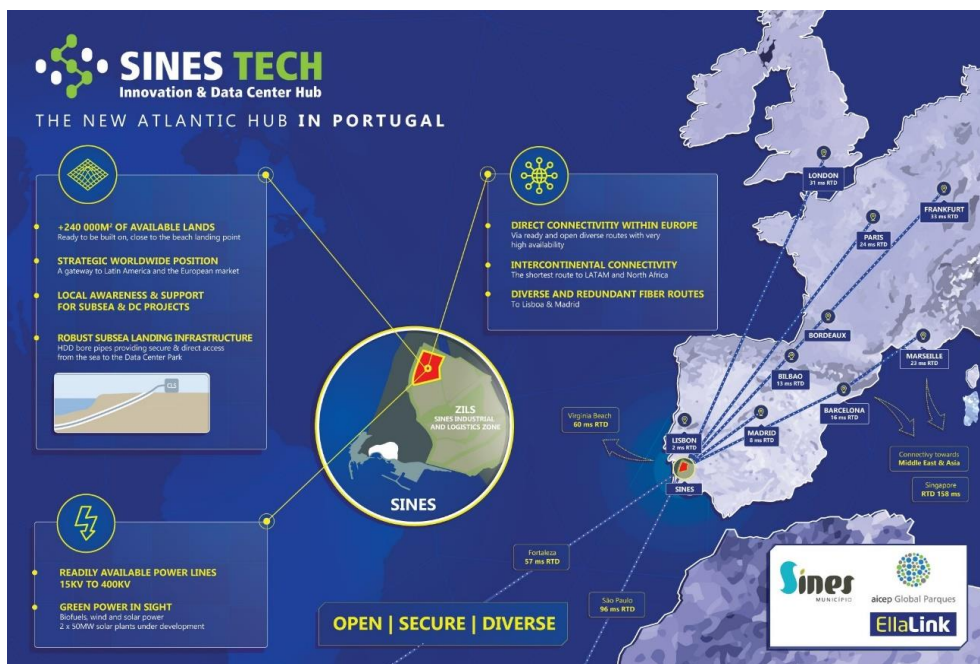 SINES TECH
Innovation & Data Center Hub
THE NEW ATLANTIC HUB IN PORTUGAL
+240 000M² OF AVAILABLE LANDS
Ready to be built on, close to the beach landing point
STRATEGIC WORLDWIDE POSITION
A gateway to Latin America and the European market
LOCAL AWARENESS & SUPPORT
FOR SUBSEA & DC PROJECTS
ROBUST SUBSEA LANDING INFRASTRUCTURE
HDD bore pipes providing secure & direct access
from the sea to the Data Center Park
CLS
DIRECT CONNECTIVITIY WITHIN EUROPE
Via ready and open diverse routes with very
high availability
INTERCONTINENTAL CONNECTIVITY
The shortest route to LATAM and North Africa
DIVERSE AND REDUNDANT FIBER ROUTES
To Lisboa & Madrid
ZILS
SINES INDUSTRIAL
AND LOGISTICS ZONE
SINES
READILY AVAILABLE POWER LINES
15KV TO 400KV
GREEN POWER IN SIGHT
Biofuels, wind and solar power
2 x 50MW solar plants under development
OPEN | SECURE | DIVERSE
LONDON
31 ms RTD
FRANKFURT
33 ms RTD
PARIS
24 ms RTD
BORDEAUX
MARSEILLE
23 ms RTD
BILBAO
13 ms RTD
BARCELONA
16 ms RTD
MADRID
8 ms RTD
LISBON
2 ms RTD
SINES
Virginia Beach
60 ms RTD
Connectivy towards
Middle East & Asia
Singapore
RTD 158 ms
Fortaleza
57 ms RTD
São Paulo
96 ms RTD
Sines
MUNICÍPIO
aicep Global Parques
EllaLink